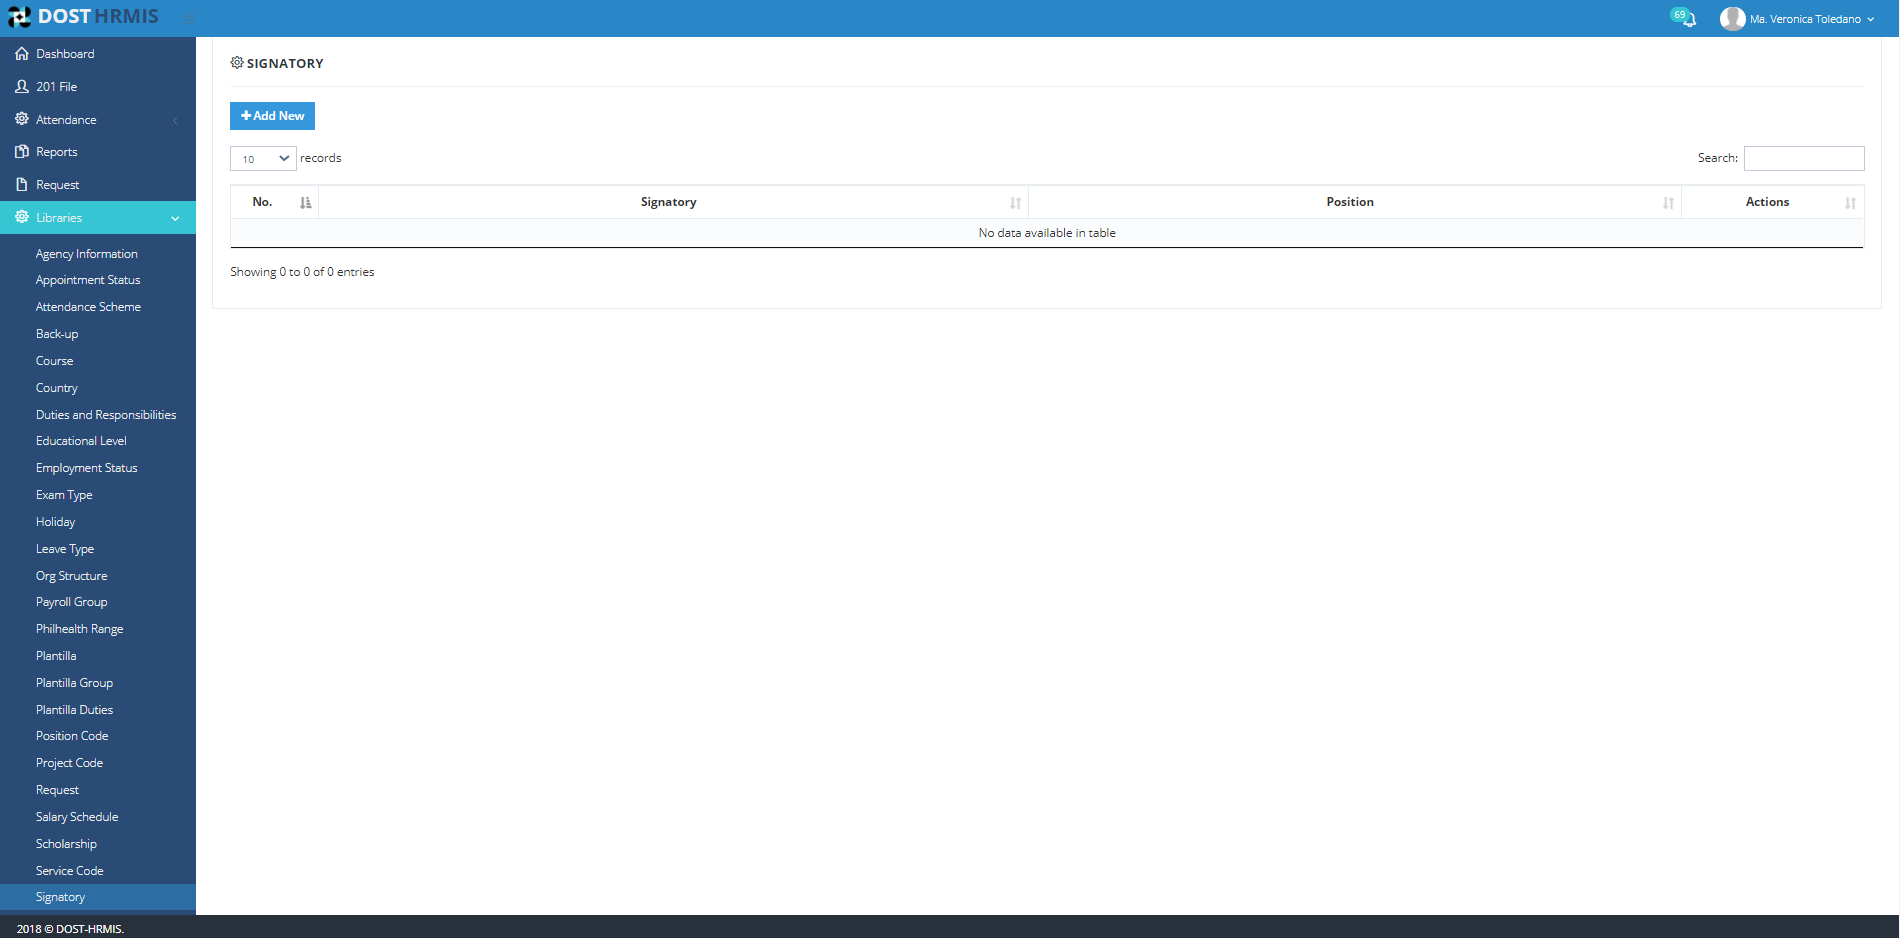 DOST HRMIS
69
Ma. Veronica Toledano
Dashboard
201 File
Attendance
Reports
Request
Libraries
Agency Information
Appointment Status
Attendance Scheme
Back-up
Course
Country
Duties and Responsibilities
Educational Level
Employment Status
Exam Type
Holiday
Leave Type
Org Structure
Payroll Group
Philhealth Range
Plantilla
Plantilla Group
Plantilla Duties
Position Code
Project Code
Request
Salary Schedule
Scholarship
Service Code
Signatory
SIGNATORY
Add New
10 records
Search:
No. Signatory Position Actions
No data available in table
Showing 0 to 0 of 0 entries
2018 © DOST-HRMIS.